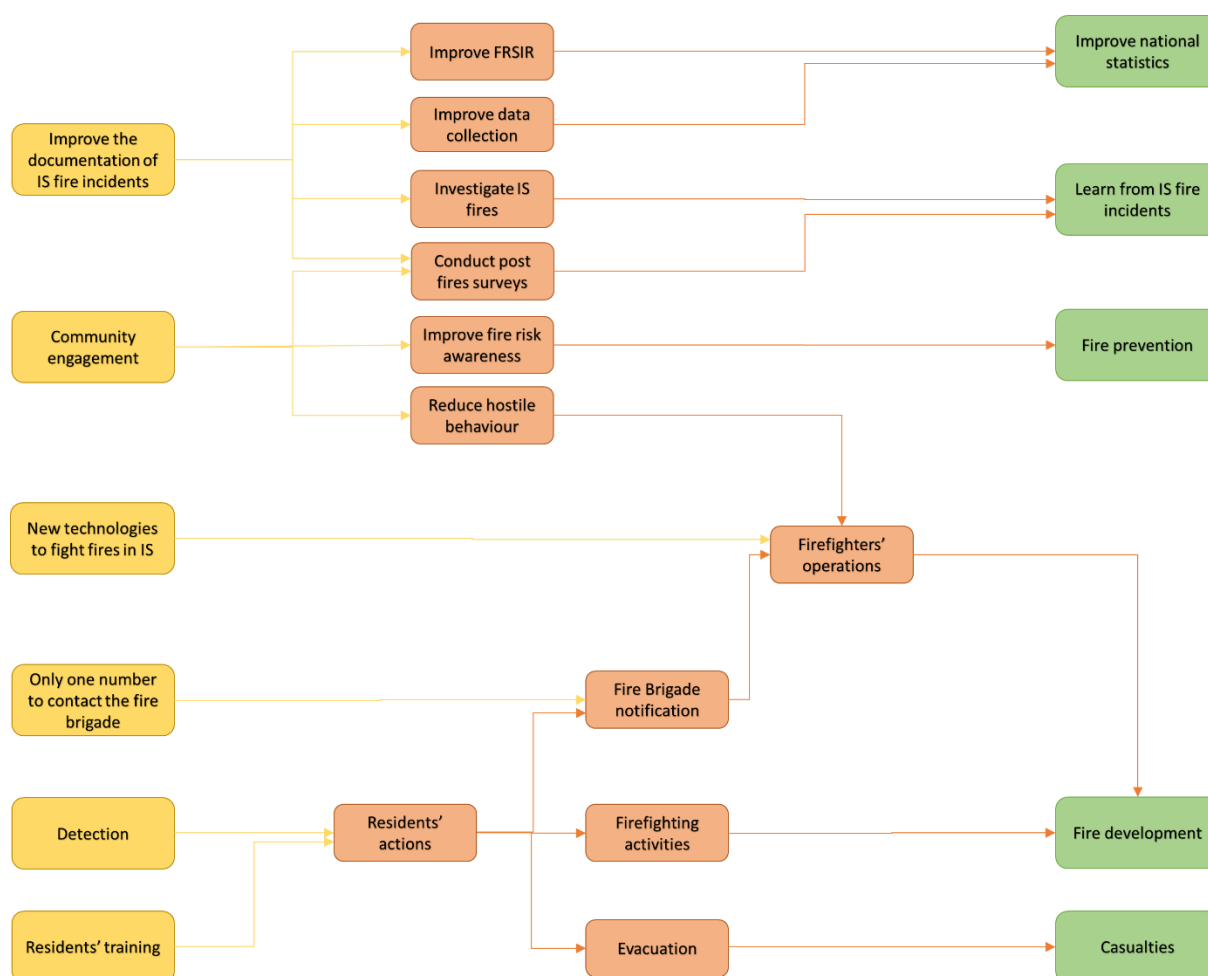 Improve FRSIR
Improve national
statistics
Improve data
collection
Improve the
documentation of
IS fire incidents
Investigate IS
fires
Learn from IS fire
incidents
Conduct post
fires surveys
Community
engagement
Improve fire risk
awareness
Fire prevention
Reduce hostile
behaviour
New technologies
to fight fires in IS
Firefighters’
operations
Only one number
to contact the fire
brigade
Fire Brigade
notification
Detection
Residents’
actions
Firefighting
activities
Fire development
Residents’ training
Evacuation
Casualties